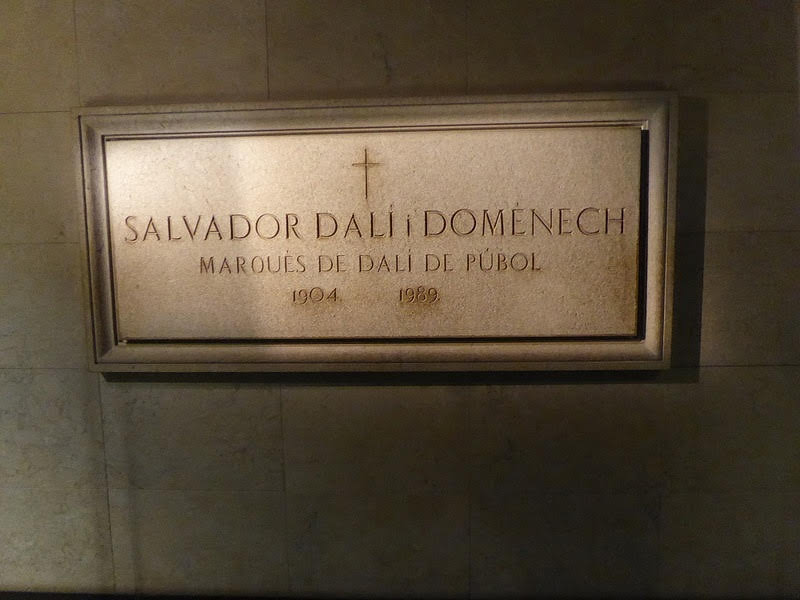 SALVADOR DALÍ i DOMÈNECH
MARQUÈS DE DALÍ DE PÚBOL
1904 1989